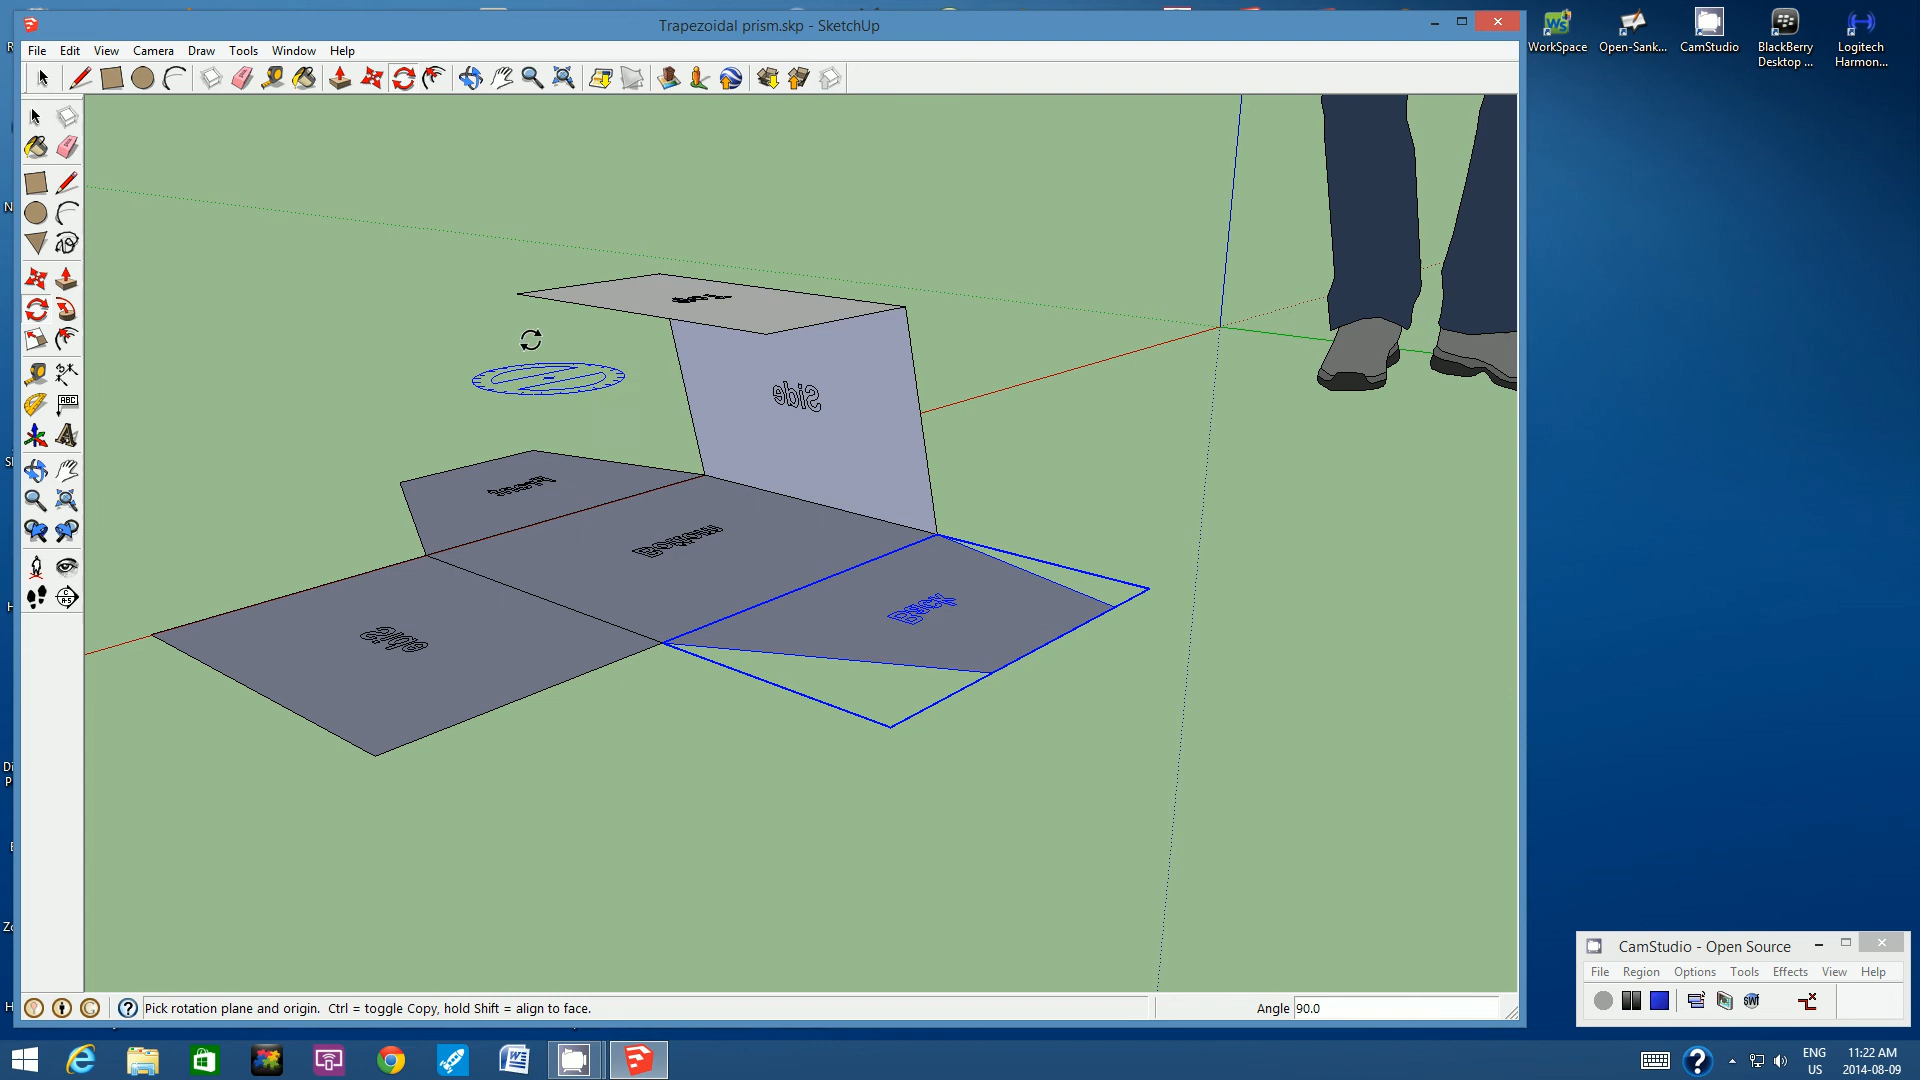 Trapezoidal prism.skp - SketchUp
File Edit View Camera Draw Tools Window Help
WorkSpace
Open-Sank...
CamStudio
BlackBerry
Desktop ...
Logitech
Harmon...
ABC
Side
Front
Bottom
Side
Back
CamStudio - Open Source
File Region Options Tools Effects View Help
Pick rotation plane and origin. Ctrl = toggle Copy, hold Shift = align to face.
Angle 90.0
ENG
US
11:22 AM
2014-08-09